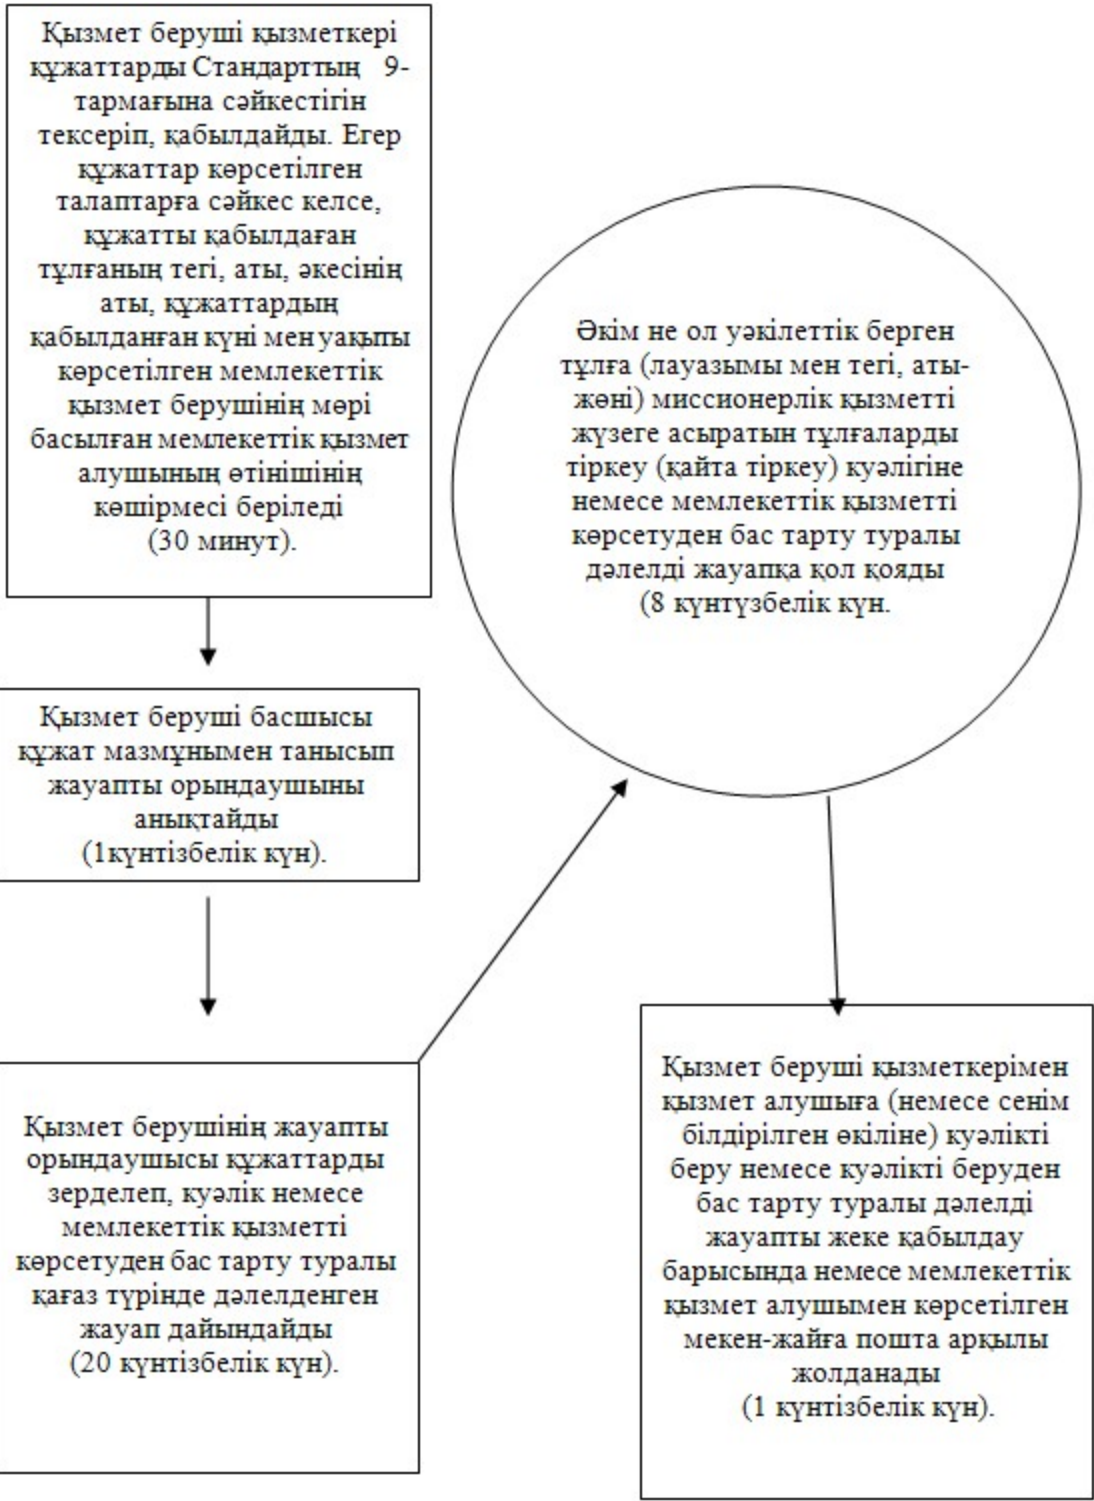 Қызмет беруші қызметкері
құжаттарды Стандарттың 9-
тармағына сәйкестігін
тексеріп, қабылдайды. Егер
құжаттар көрсетілген
талаптарға сәйкес келсе,
құжатты қабылдаған
тұлғаның тегі, аты, әкесінің
аты, құжаттардың
қабылданған күні мен уақыты
көрсетілген мемлекеттік
қызмет берушінің мөрі
басылған мемлекеттік қызмет
алушының өтінішінің
көшірмесі беріледі
(30 минут).
Қызмет беруші басшысы
құжат мазмұнымен танысып
жауапты орындаушыны
анықтайды
(1күнтізбелік күн).
Қызмет берушінің жауапты
орындаушысы құжаттарды
зерделеп, куәлік немесе
мемлекеттік қызметті
көрсетуден бас тарту туралы
қағаз түрінде дәлелденген
жауап дайындайды
(20 күнтізбелік күн).
Әкім не ол уәкілеттік берген
тұлға (лауазымы мен тегі, аты-
жөні) миссионерлік қызметті
жүзеге асыратын тұлғаларды
тіркеу (қайта тіркеу) куәлігіне
немесе мемлекеттік қызметті
көрсетуден бас тарту туралы
дәлелді жауапқа қол қояды
(8 күнтүзбелік күн.
Қызмет беруші қызметкерімен
қызмет алушыға (немесе сенім
білдірілген өкіліне) куәлікті
беру немесе куәлікті беруден
бас тарту туралы дәлелді
жауапты жеке қабылдау
барысында немесе мемлекеттік
қызмет алушымен көрсетілген
мекен-жайға пошта арқылы
жолданады
(1 күнтізбелік күн).